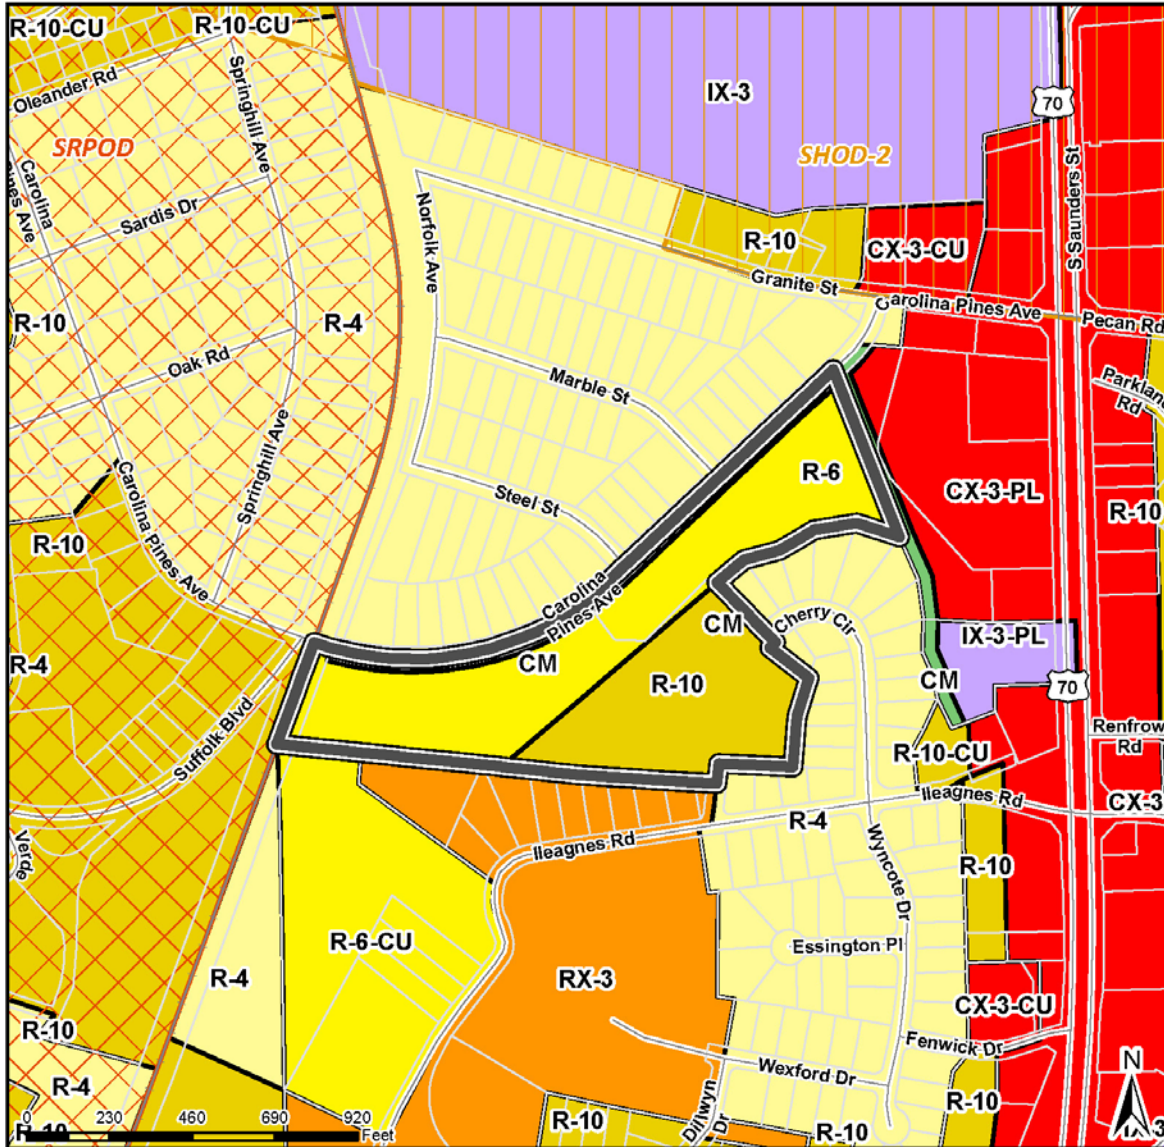 R-10-CU
R-10-CU
Oleander Rd
Springhill Ave
IX-3
70
SRPOD
SHOD-2
Carolina
Pines Ave
Sardis Dr
Norfolk Ave
S Saunders St
R-10
CX-3-CU
Granite St
Carolina Pines Ave
Pecan Rd
R-10
R-4
Oak Rd
Marble St
Parkland
Rd
Springhill Ave
R-6
Carolina Pines Ave
Steel St
CX-3-PL
R-10
R-10
Carolina
Pines Ave
CM
Cherry Cir
IX-3-PL
R-4
CM
R-10
CM
70
Suffolk Blvd
Renfrow
Rd
R-10-CU
Ileagnes Rd
CX-3
R-4
Ileagnes Rd
Verde
Wyncote Dr
R-10
R-6-CU
Essington Pl
R-4
RX-3
CX-3-CU
R-10
Fenwick Dr
Wexford Dr
N
R-4
0 230 460 690 920
Feet
Dillwyn
Dr
R-10
R-10
R-10
R-10